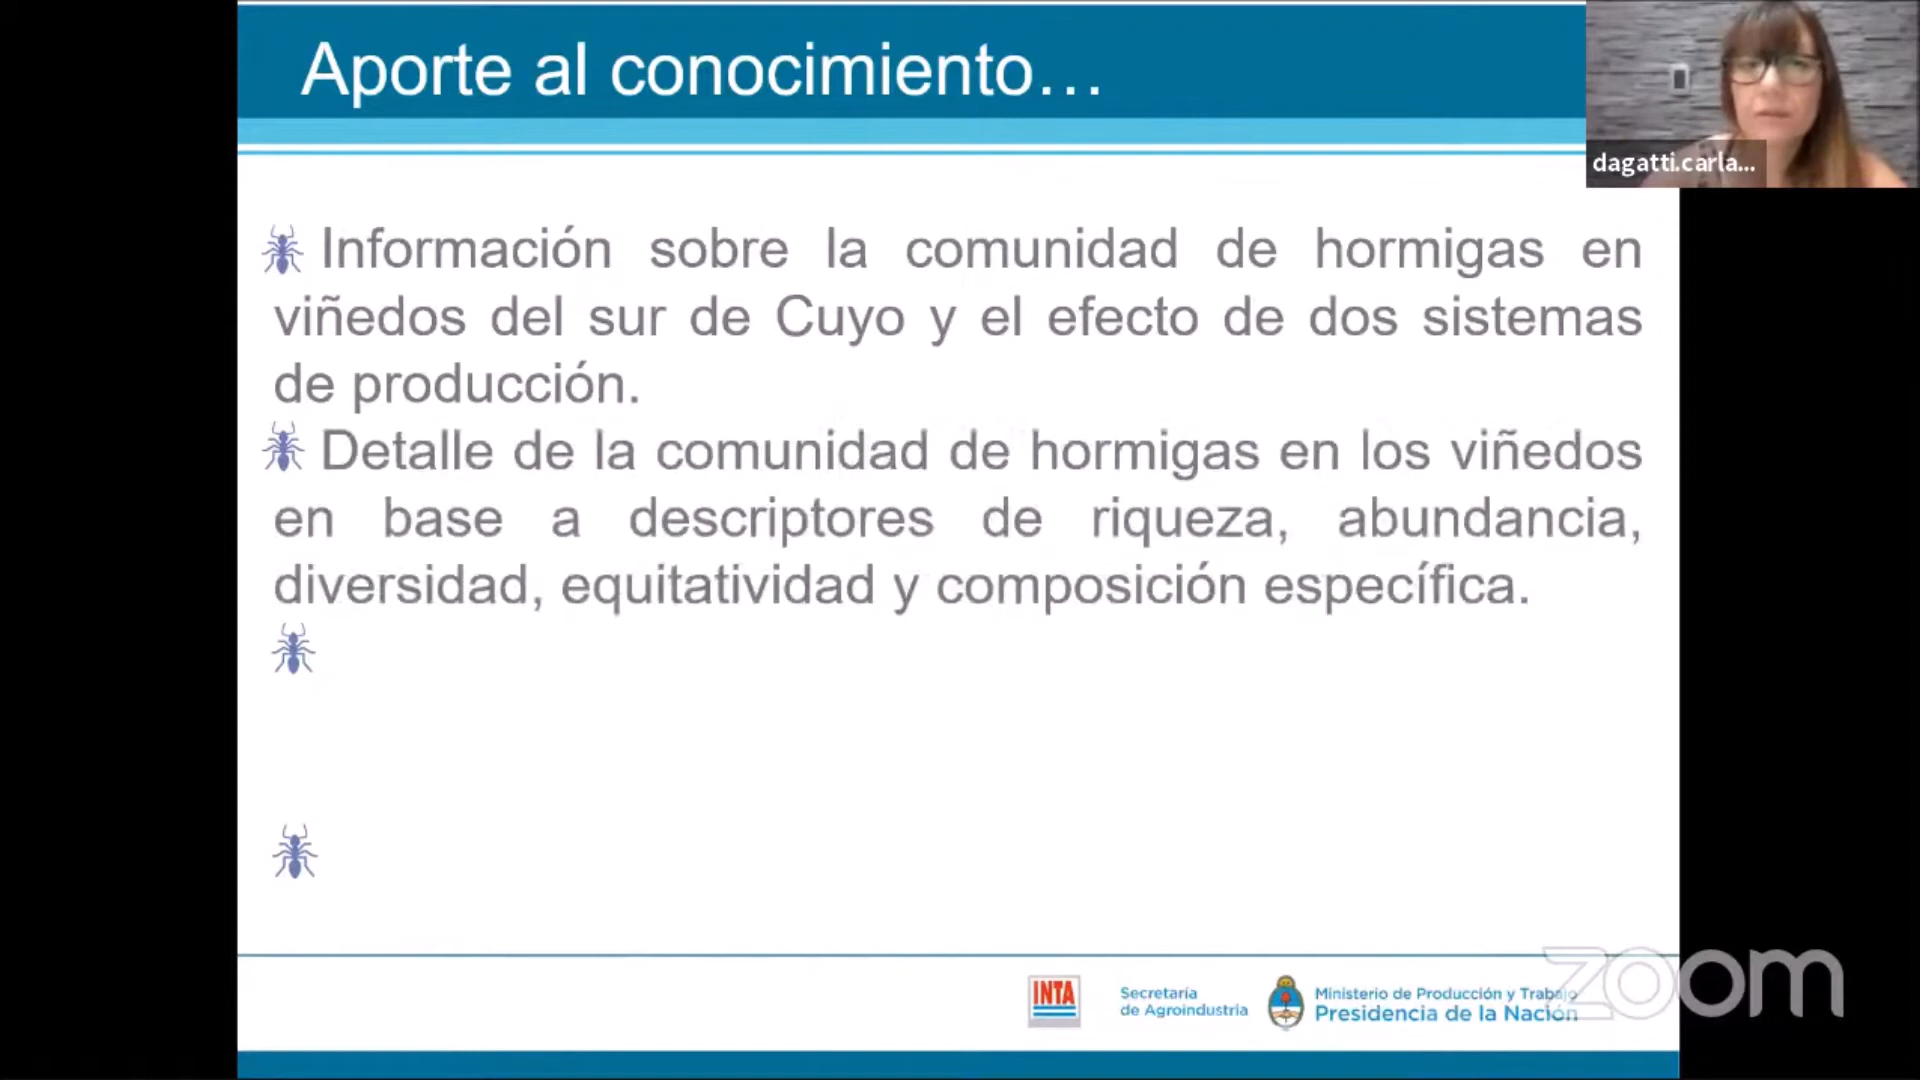 Aporte al conocimiento…
dagatti.carla...
Información sobre la comunidad de hormigas en
viñedos del sur de Cuyo y el efecto de dos sistemas
de producción.
Detalle de la comunidad de hormigas en los viñedos
en base a descriptores de riqueza, abundancia,
diversidad, equitatividad y composición específica.
INTA
Secretaría
de Agroindustria
Ministerio de Producción y Trabajo
Presidencia de la Nación
zoom